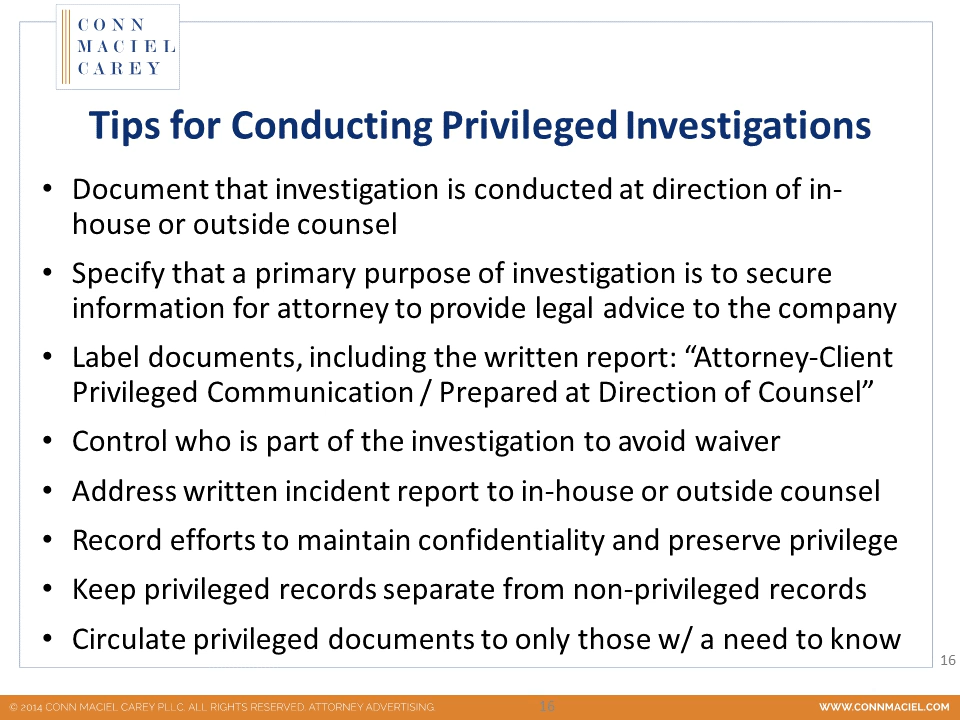 CONN
MACIEL
CAREY
Tips for Conducting Privileged Investigations
• Document that investigation is conducted at direction of in-
house or outside counsel
• Specify that a primary purpose of investigation is to secure
information for attorney to provide legal advice to the company
• Label documents, including the written report: “Attorney-Client
Privileged Communication / Prepared at Direction of Counsel”
• Control who is part of the investigation to avoid waiver
• Address written incident report to in-house or outside counsel
• Record efforts to maintain confidentiality and preserve privilege
• Keep privileged records separate from non-privileged records
• Circulate privileged documents to only those w/ a need to know
16
© 2014 CONN MACIEL CAREY PLLC. ALL RIGHTS RESERVED. ATTORNEY ADVERTISING.
16
WWW.CONNMACIEL.COM